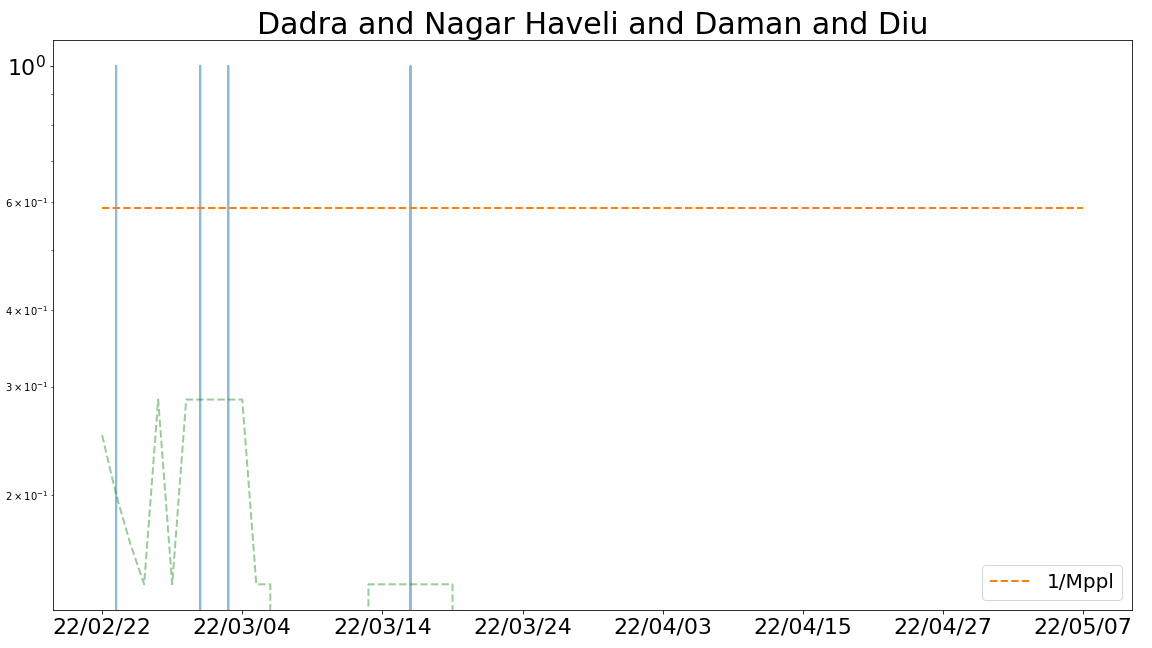 Dadra and Nagar Haveli and Daman and Diu
10⁰
6 × 10⁻¹
4 × 10⁻¹
3 × 10⁻¹
2 × 10⁻¹
1/Mppl
22/02/22 22/03/04 22/03/14 22/03/24 22/04/03 22/04/15 22/04/27 22/05/07